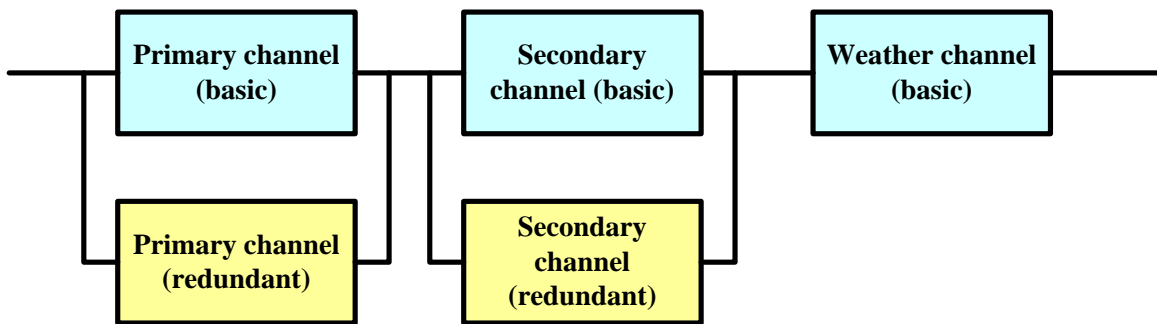 Primary channel
(basic)
Secondary
channel (basic)
Weather channel
(basic)
Primary channel
(redundant)
Secondary
channel
(redundant)